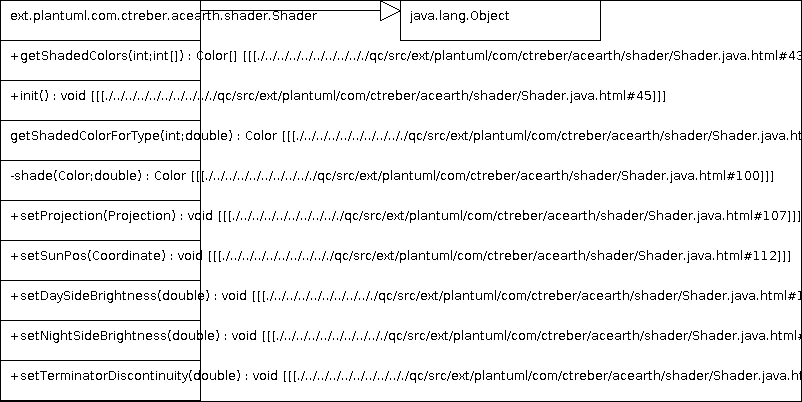 ext.plantuml.com.ctreber.acearth.shader.Shader
java.lang.Object
+getShadedColors(int;int[]) : Color[] [[[./../../../../../../../../../qc/src/ext/plantuml/com/ctreber/acearth/shader/Shader.java.html#43
+init() : void [[[./../../../../../../../../../qc/src/ext/plantuml/com/ctreber/acearth/shader/Shader.java.html#45]]]
getShadedColorForType(int;double) : Color [[[./../../../../../../../../../qc/src/ext/plantuml/com/ctreber/acearth/shader/Shader.java.ht
-shade(Color;double) : Color [[[./../../../../../../../../../qc/src/ext/plantuml/com/ctreber/acearth/shader/Shader.java.html#100]]]
+setProjection(Projection) : void [[[./../../../../../../../../../qc/src/ext/plantuml/com/ctreber/acearth/shader/Shader.java.html#107]]]
+setSunPos(Coordinate) : void [[[./../../../../../../../../../qc/src/ext/plantuml/com/ctreber/acearth/shader/Shader.java.html#112]]]
+setDaySideBrightness(double) : void [[[./../../../../../../../../../qc/src/ext/plantuml/com/ctreber/acearth/shader/Shader.java.html#1
+setNightSideBrightness(double) : void [[[./../../../../../../../../../qc/src/ext/plantuml/com/ctreber/acearth/shader/Shader.java.html#
+setTerminatorDiscontinuity(double) : void [[[./../../../../../../../../../qc/src/ext/plantuml/com/ctreber/acearth/shader/Shader.java.ht